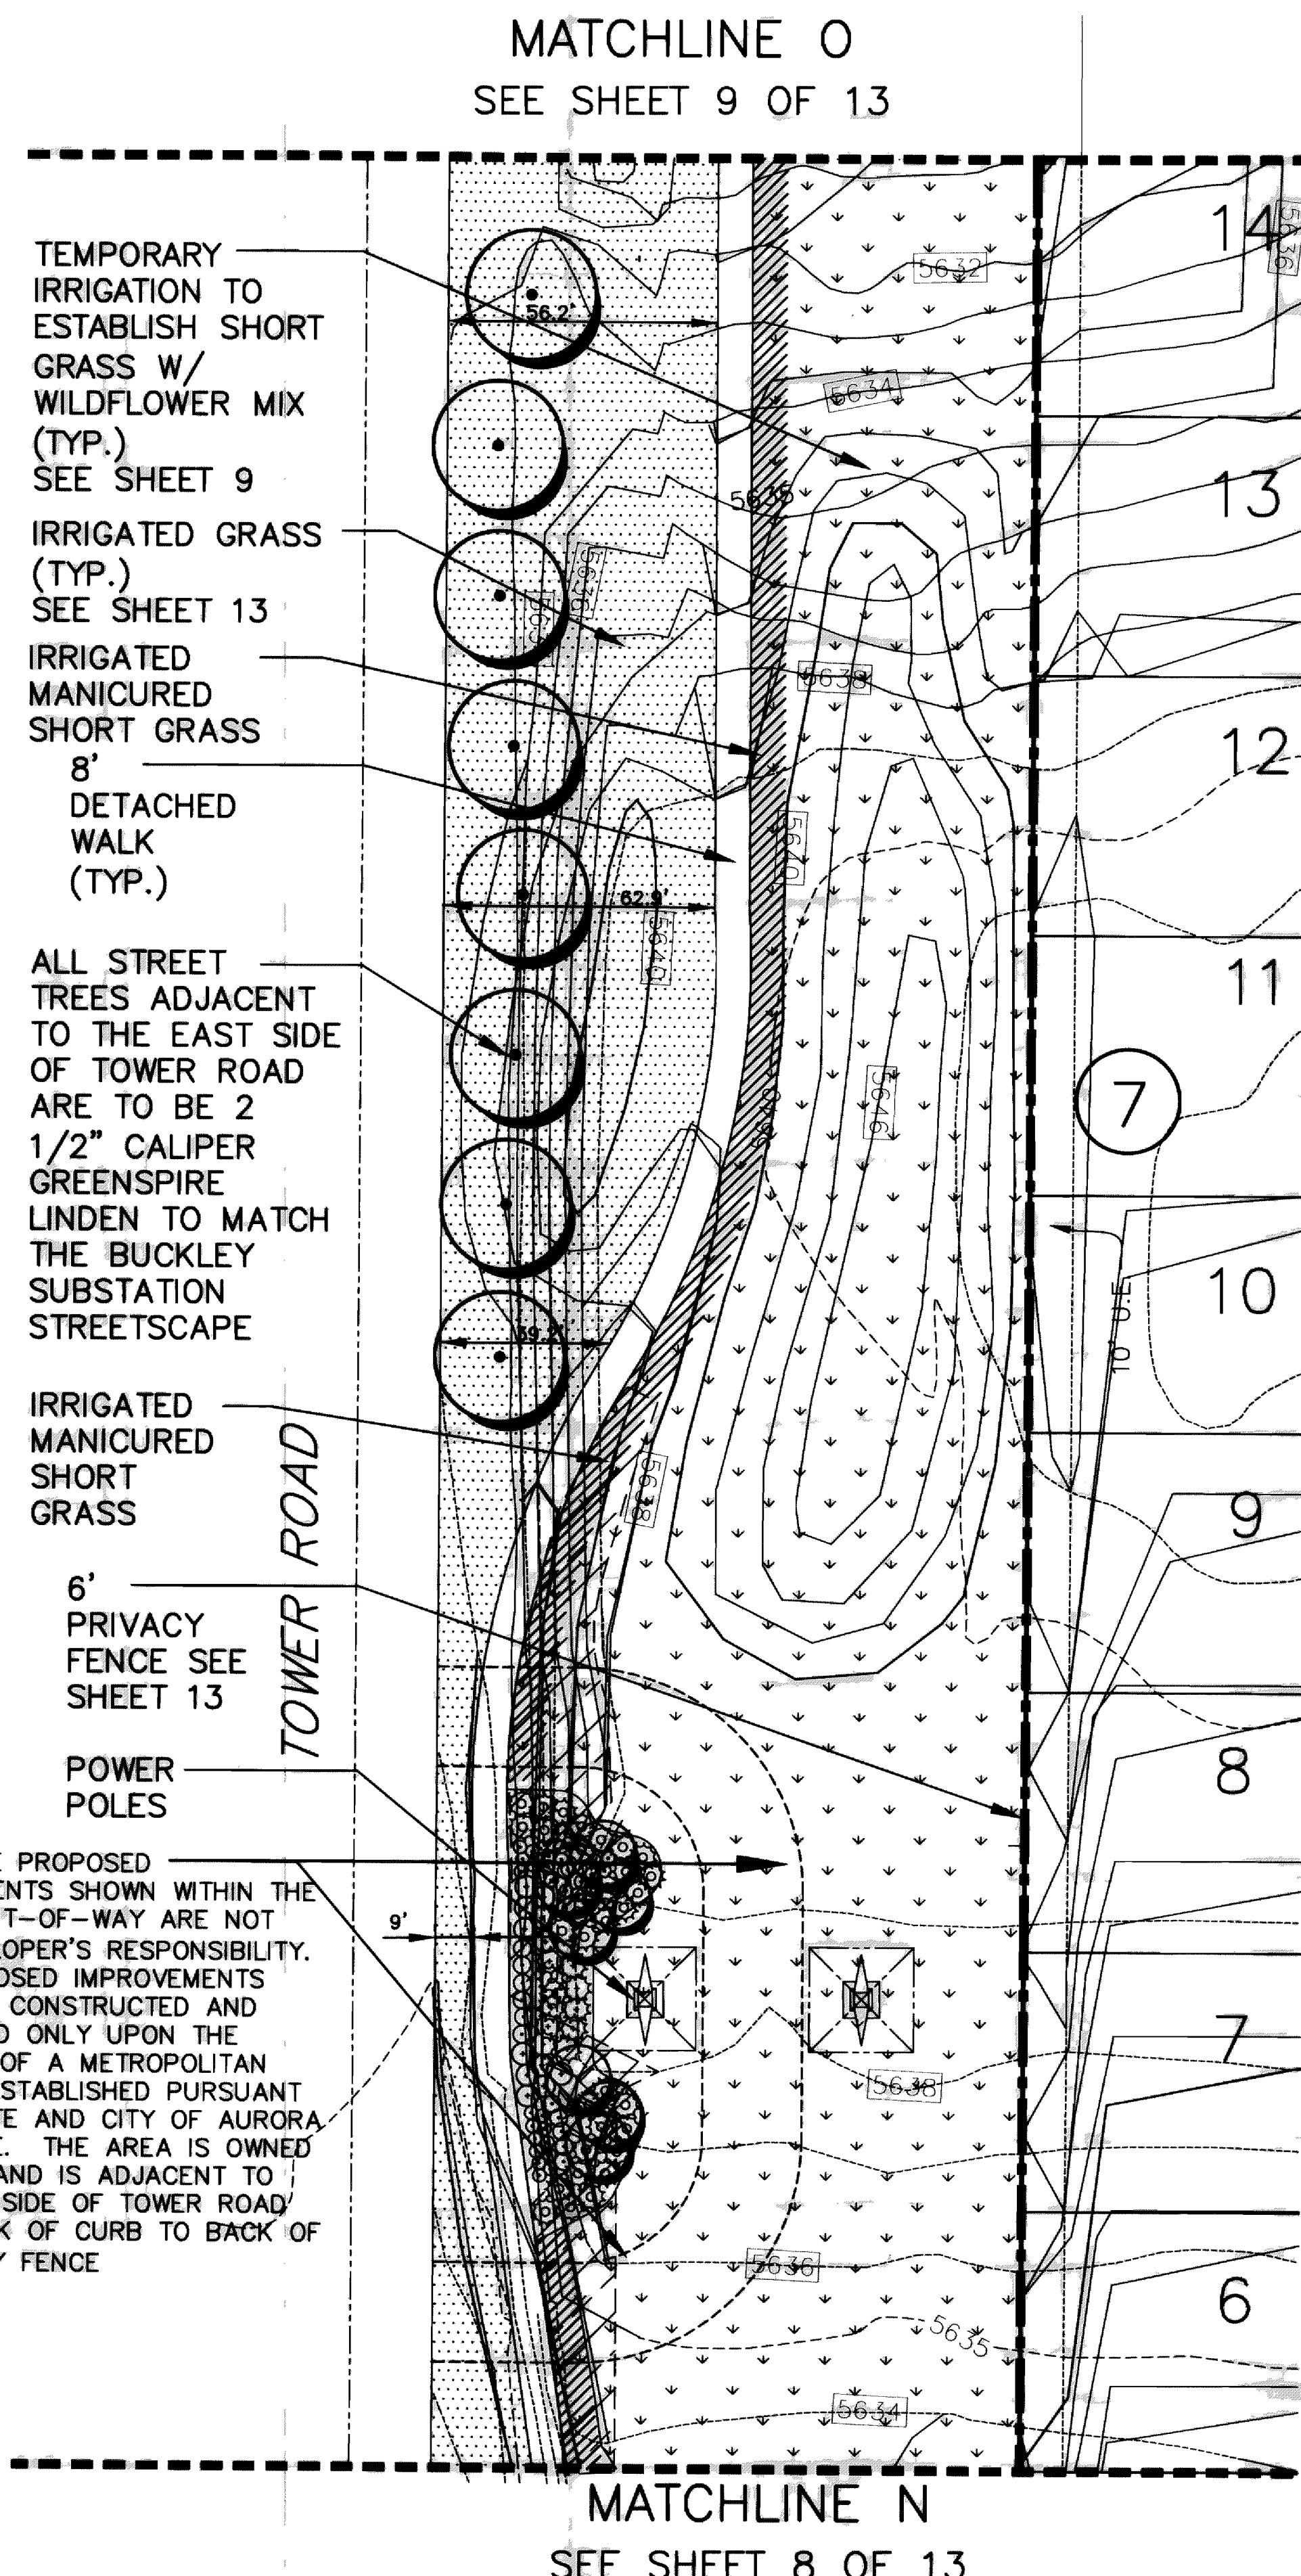 MATCHLINE O
SEE SHEET 9 OF 13
TEMPORARY
IRRIGATION TO
ESTABLISH SHORT
GRASS W/
WILDFLOWER MIX
(TYP.)
SEE SHEET 9
IRRIGATED GRASS
(TYP.)
SEE SHEET 13
IRRIGATED
MANICURED
SHORT GRASS
8'
DETACHED
WALK
(TYP.)
ALL STREET
TREES ADJACENT
TO THE EAST SIDE
OF TOWER ROAD
ARE TO BE 2
1/2" CALIPER
GREENSPIRE
LINDEN TO MATCH
THE BUCKLEY
SUBSTATION
STREETSCAPE
IRRIGATED
MANICURED
SHORT
GRASS
6'
PRIVACY
FENCE SEE
SHEET 13
POWER
POLES
PROPOSED
ENTS SHOWN WITHIN THE
T-OF-WAY ARE NOT
OPER'S RESPONSIBILITY.
OSED IMPROVEMENTS
CONSTRUCTED AND
ONLY UPON THE
OF A METROPOLITAN
STABLISHED PURSUANT
E AND CITY OF AURORA
THE AREA IS OWNED
AND IS ADJACENT TO
SIDE OF TOWER ROAD
K OF CURB TO BACK OF
Y FENCE
TOWER ROAD
56.2'
62.9'
59.2'
9'
5632
5634
5636
5636
5638
5640
5640
5646
5638
5638
5636
5635
5634
10' U.E.
14
13
12
11
7
10
9
8
7
6
MATCHLINE N
SEE SHEET 8 OF 13